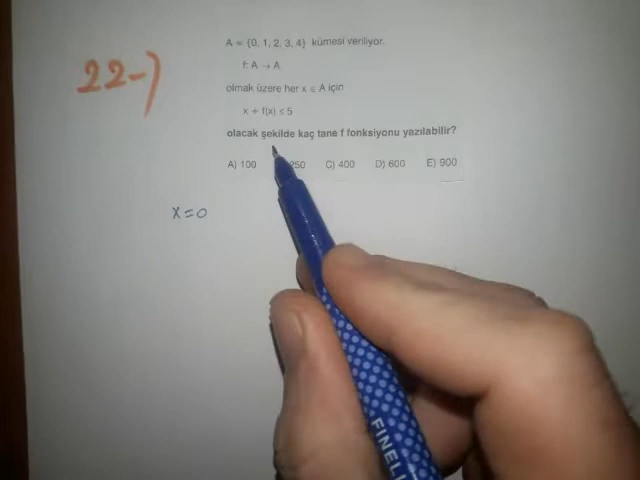 22-)
A = {0, 1, 2, 3, 4} kümesi veriliyor.
f: A → A
olmak üzere her x ∈ A için
x + f(x) ≤ 5
olacak şekilde kaç tane f fonksiyonu yazılabilir?
A) 100 250 C) 400 D) 600 E) 900
x=0